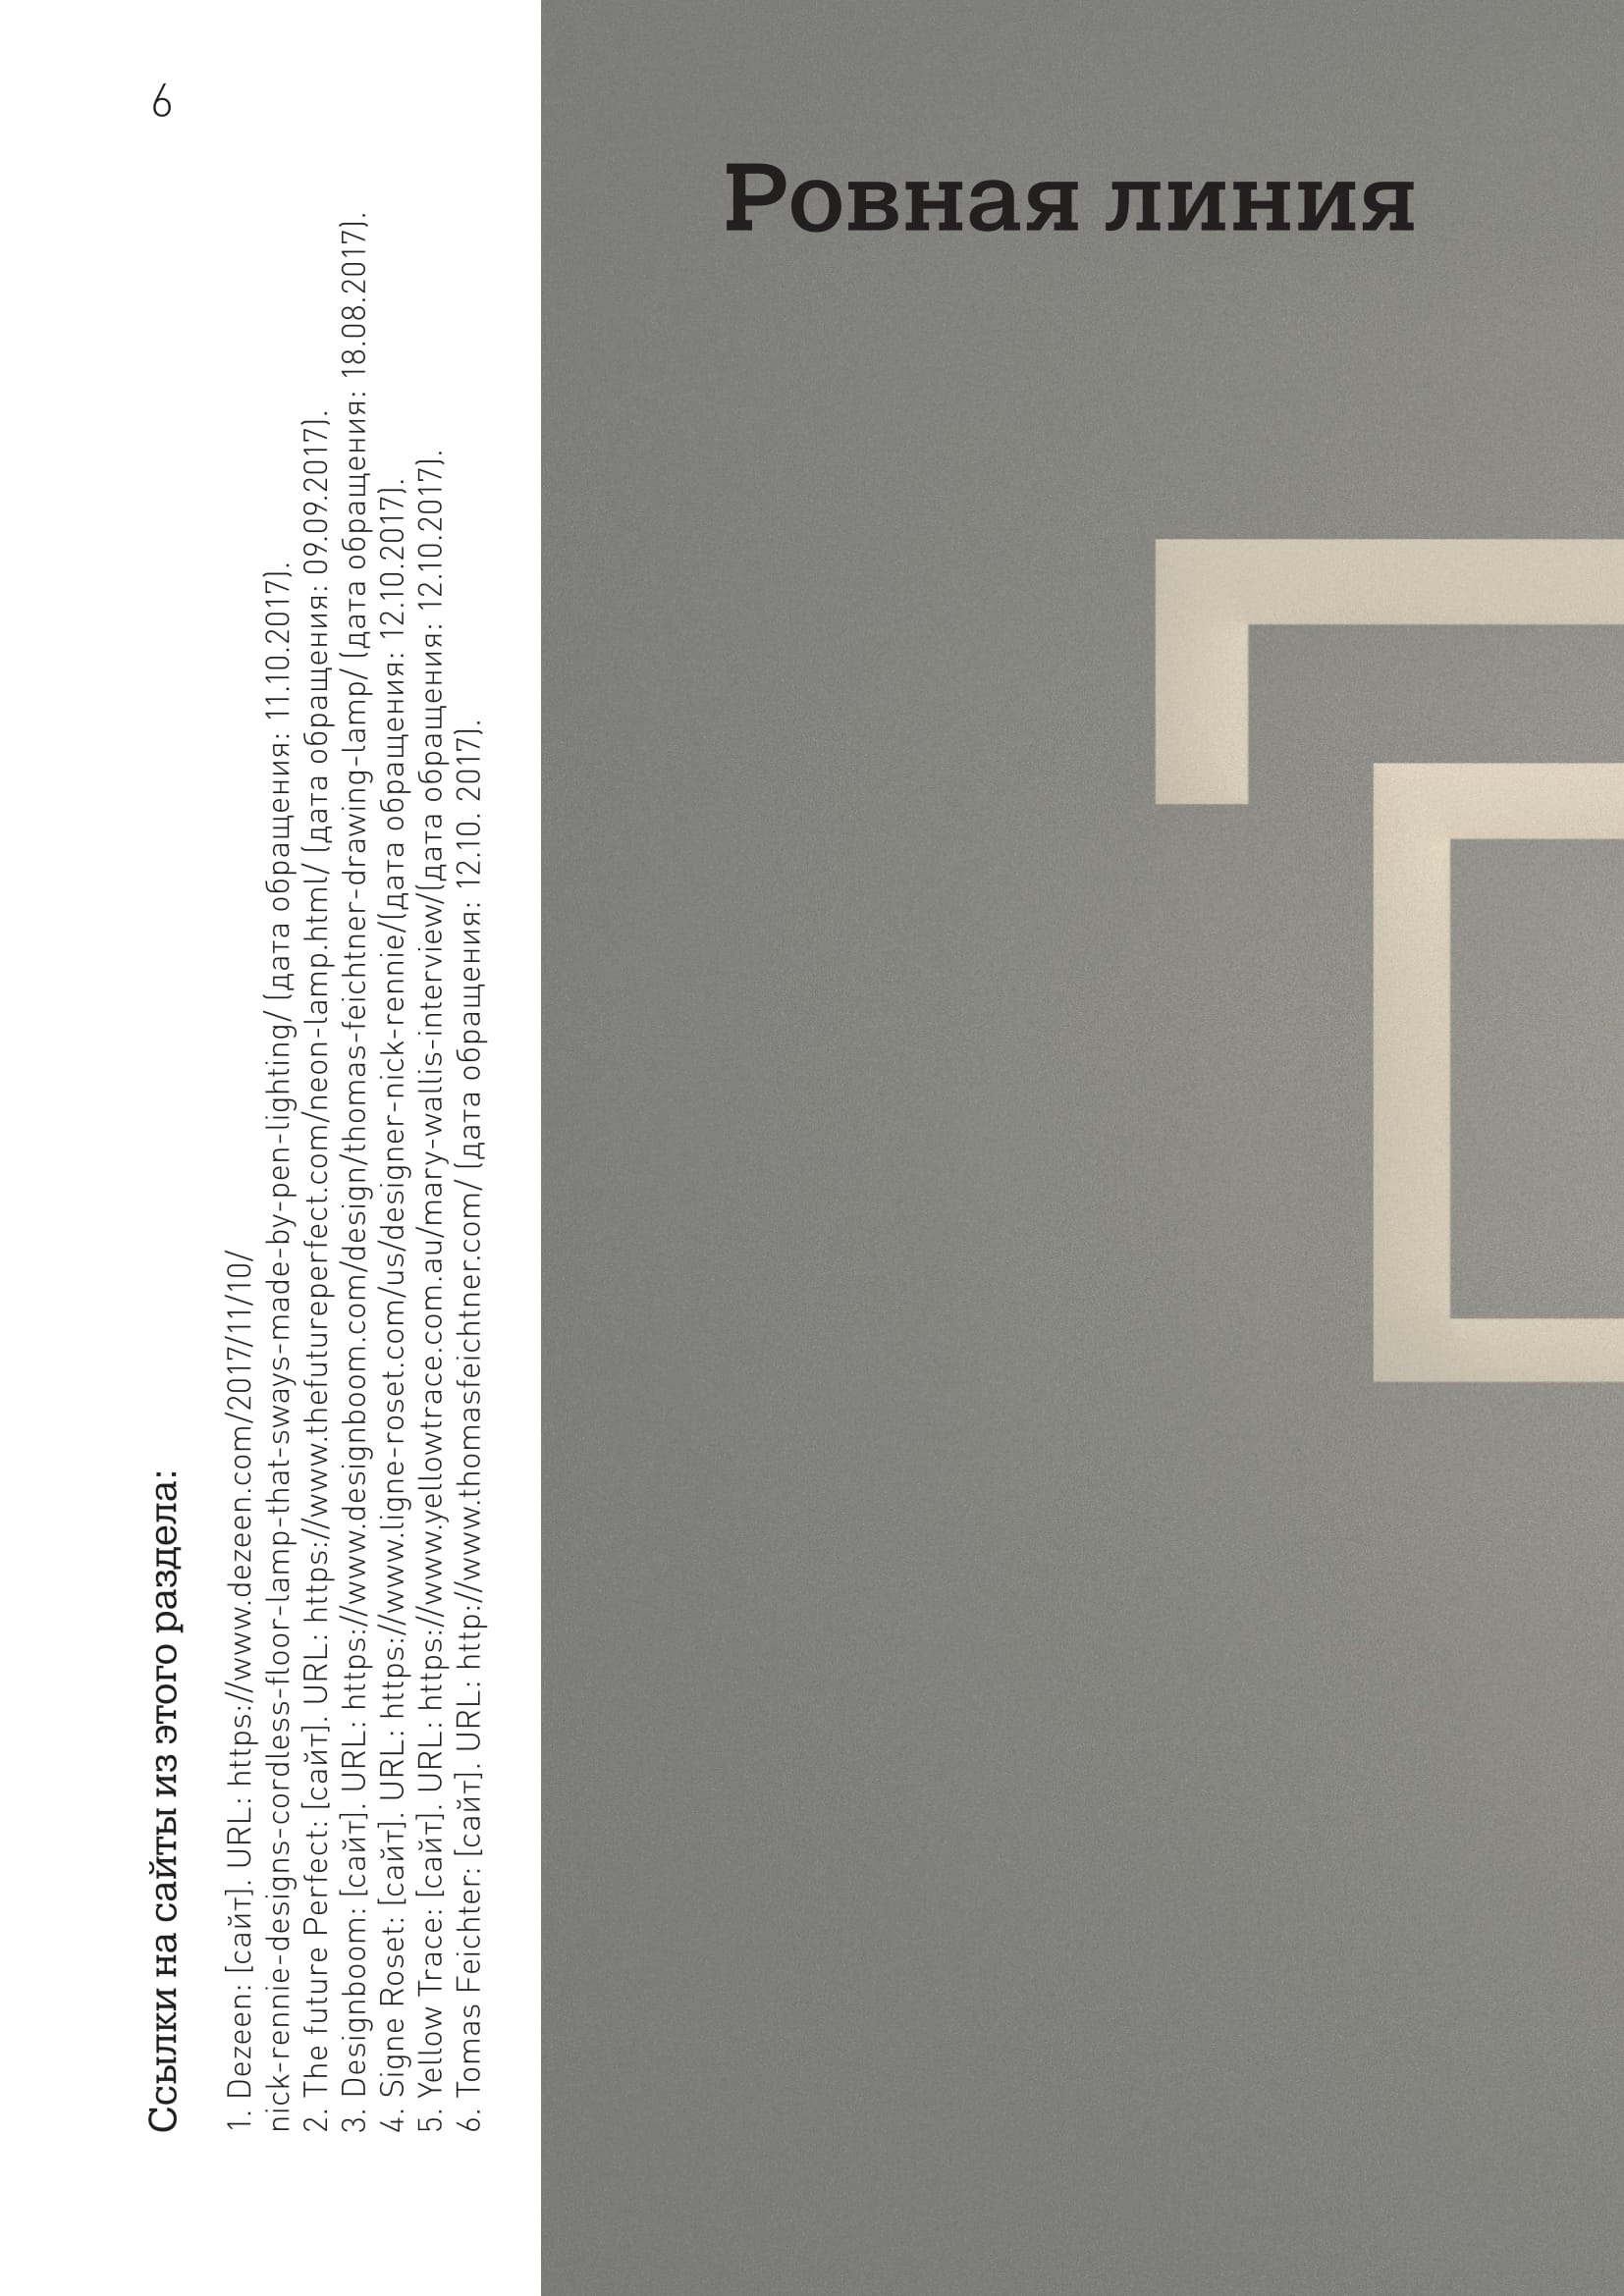 6
Ровная линия
Ссылки на сайты из этого раздела:
1. Dezeen: [сайт]. URL: https://www.dezeen.com/2017/11/10/
nick-rennie-designs-cordless-floor-lamp-that-sways-made-by-pen-lighting/ (дата обращения: 11.10.2017).
2. The future Perfect: [сайт]. URL: https://www.thefutureperfect.com/neon-lamp.html/ (дата обращения: 09.09.2017).
3. Designboom: [сайт]. URL: https://www.designboom.com/design/thomas-feichtner-drawing-lamp/ (дата обращения: 18.08.2017).
4. Signe Roset: [сайт]. URL: https://www.ligne-roset.com/us/designer-nick-rennie/(дата обращения: 12.10.2017).
5. Yellow Trace: [сайт]. URL: https://www.yellowtrace.com.au/mary-wallis-interview/(дата обращения: 12.10.2017).
6. Tomas Feichter: [сайт]. URL: http://www.thomasfeichtner.com/ (дата обращения: 12.10. 2017).